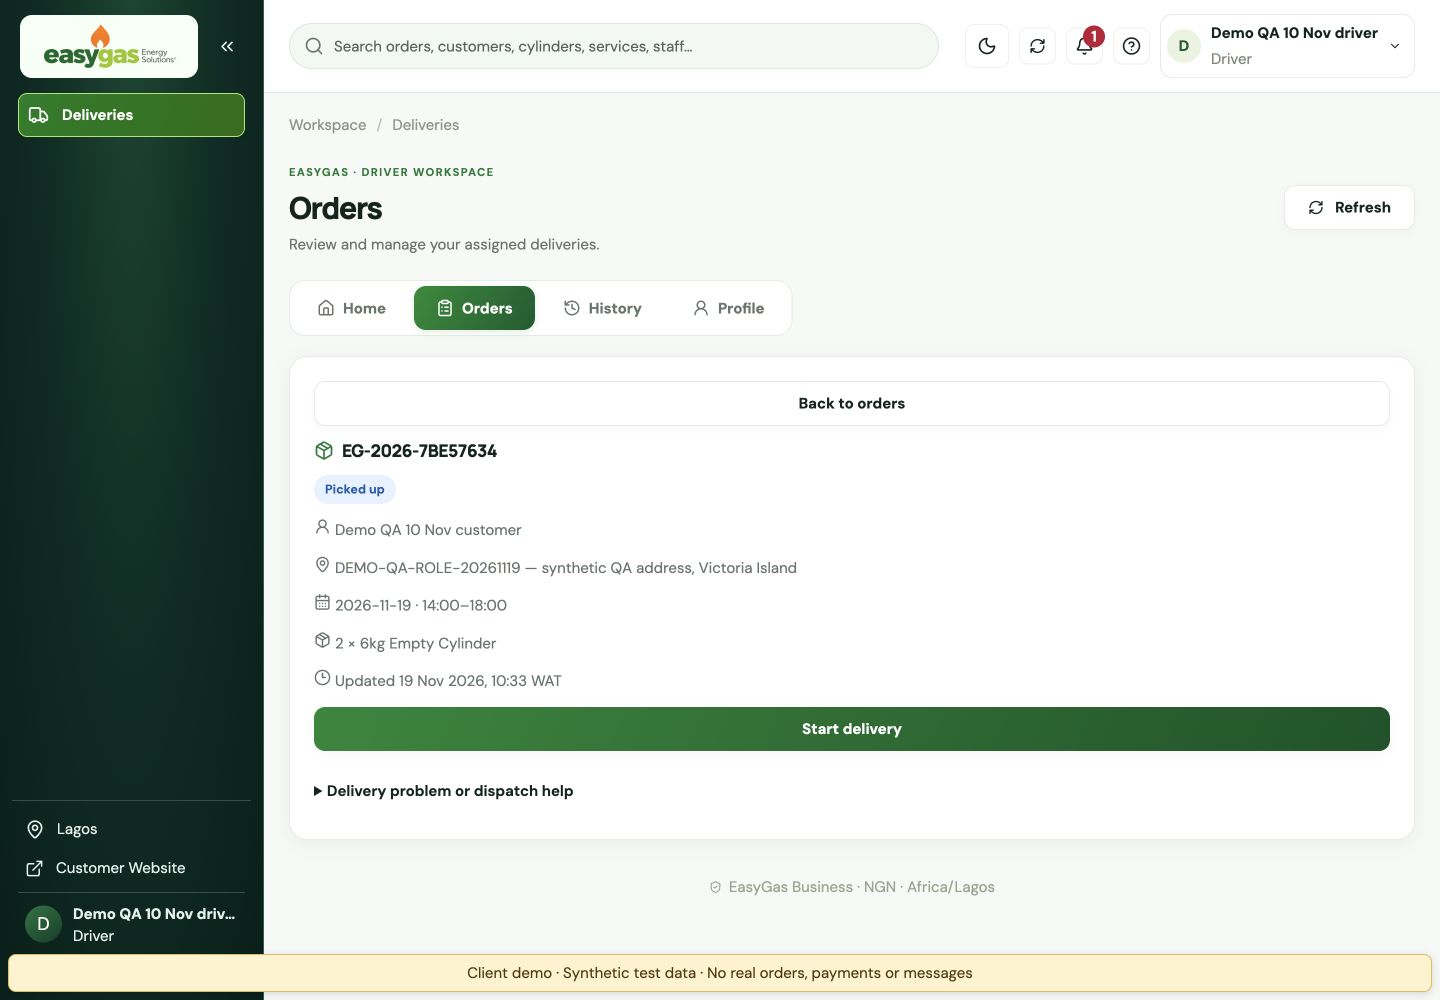 easygas Energy Solutions
Search orders, customers, cylinders, services, staff...
1
D
Demo QA 10 Nov driver
Driver
Deliveries
Workspace / Deliveries
EASYGAS · DRIVER WORKSPACE
Orders
Review and manage your assigned deliveries.
Refresh
Home
Orders
History
Profile
Back to orders
EG-2026-7BE57634
Picked up
Demo QA 10 Nov customer
DEMO-QA-ROLE-20261119 — synthetic QA address, Victoria Island
2026-11-19 · 14:00–18:00
2 × 6kg Empty Cylinder
Updated 19 Nov 2026, 10:33 WAT
Start delivery
Delivery problem or dispatch help
EasyGas Business · NGN · Africa/Lagos
Lagos
Customer Website
D
Demo QA 10 Nov driv...
Driver
Client demo · Synthetic test data · No real orders, payments or messages